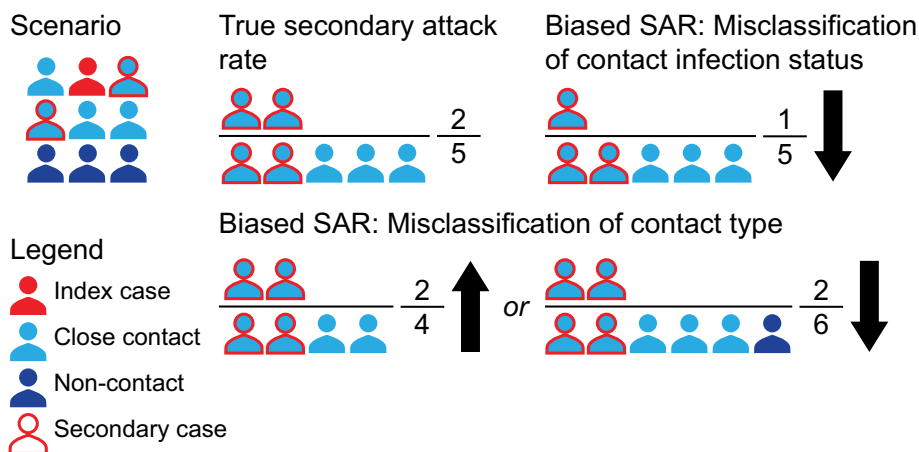 Scenario
True secondary attack
rate
2
5
Biased SAR: Misclassification
of contact infection status
1
5
Biased SAR: Misclassification of contact type
2
4
or
2
6
Legend
Index case
Close contact
Non-contact
Secondary case